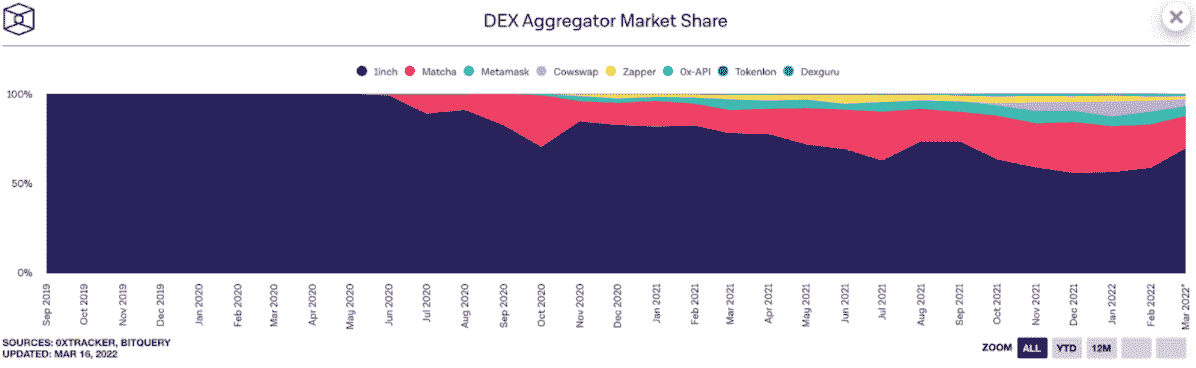 DEX Aggregator Market Share
1inch Matcha Metamask Cowswap Zapper 0x-API Tokenlon Dexguru
100%
50%
0%
Sep 2019 Oct 2019 Nov 2019 Dec 2019 Jan 2020 Feb 2020 Mar 2020 Apr 2020 May 2020 Jun 2020 Jul 2020 Aug 2020 Sep 2020 Oct 2020 Nov 2020 Dec 2020 Jan 2021 Feb 2021 Mar 2021 Apr 2021 May 2021 Jun 2021 Jul 2021 Aug 2021 Sep 2021 Oct 2021 Nov 2021 Dec 2021 Jan 2022 Feb 2022 Mar 2022*
SOURCES: 0XTRACKER, BITQUERY
UPDATED: MAR 16, 2022
ZOOM ALL YTD 12M